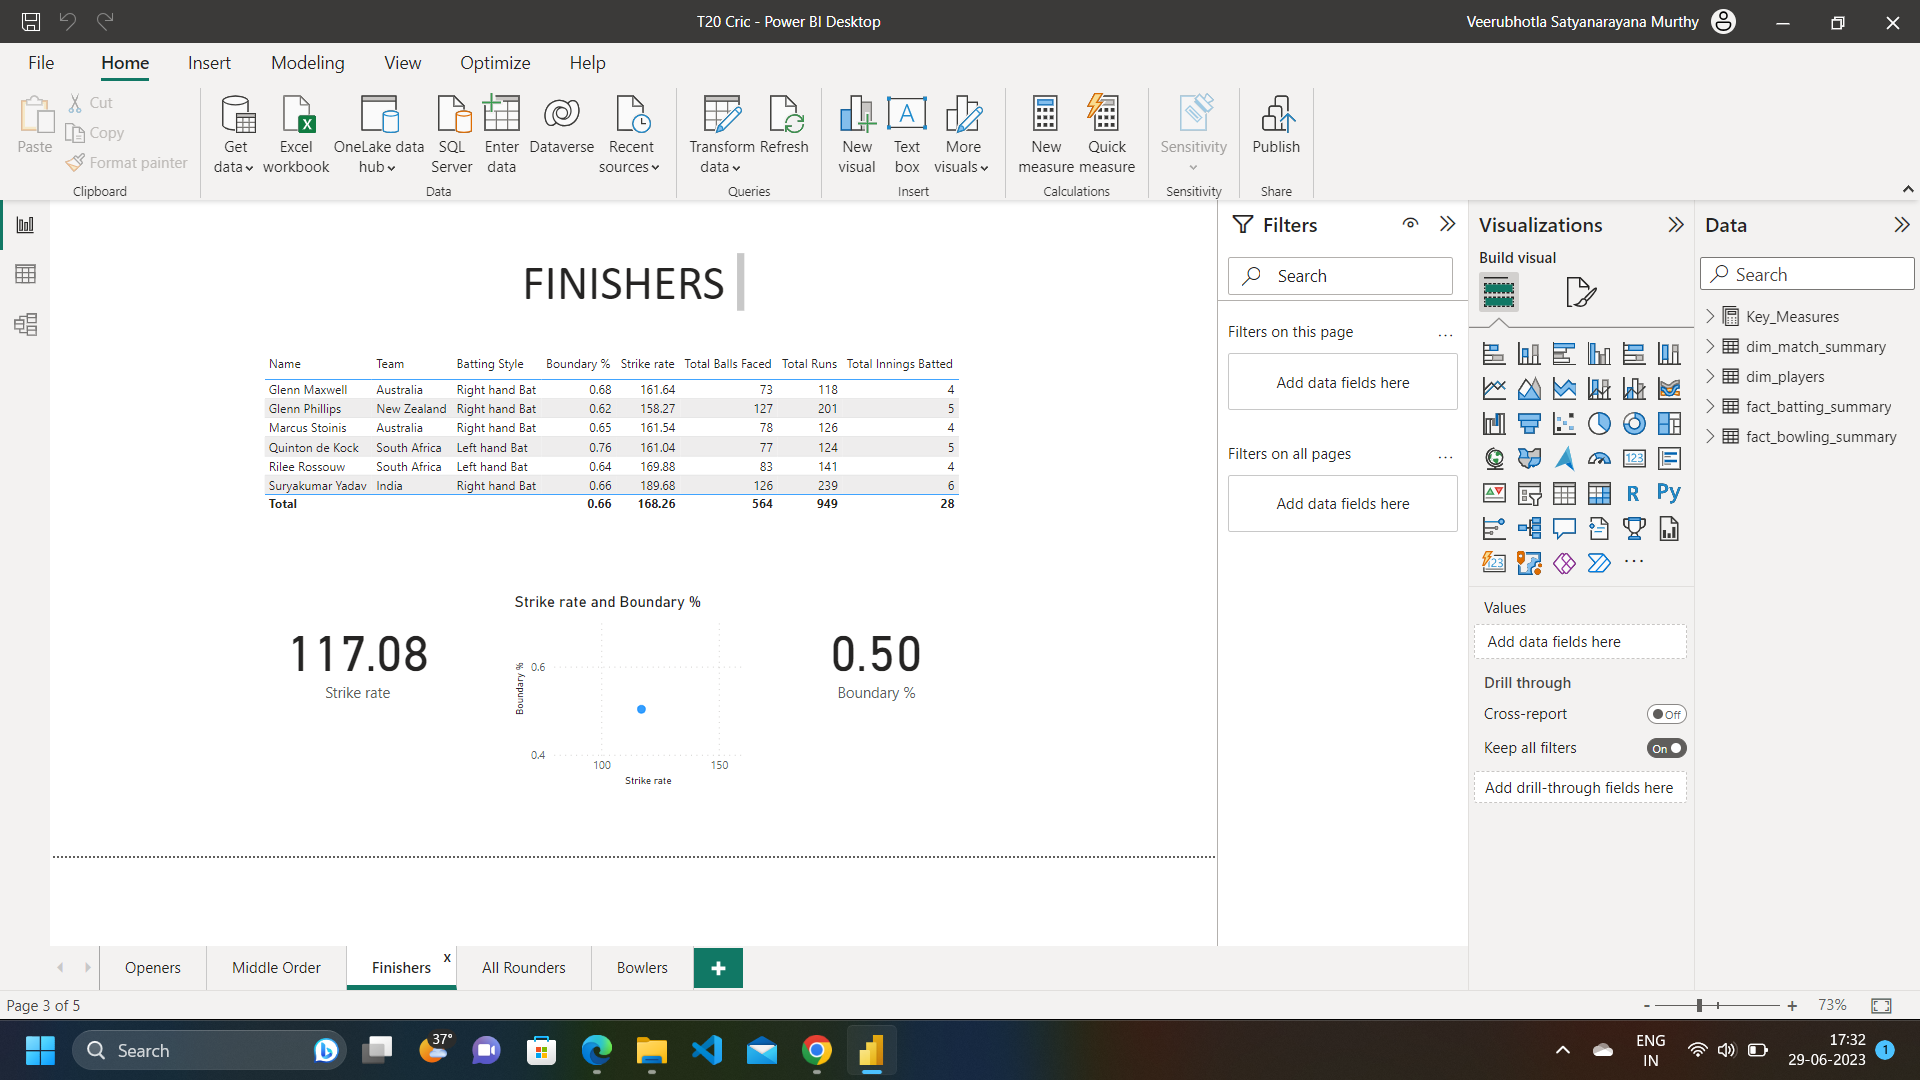 T20 Cric - Power BI Desktop
Veerubhotla Satyanarayana Murthy
File Home Insert Modeling View Optimize Help
Paste
Cut
Copy
Format painter
Clipboard
Get data
Excel workbook
OneLake data hub
SQL Server
Enter data
Dataverse
Recent sources
Data
Transform data
Refresh
Queries
New visual
Text box
More visuals
Insert
New measure
Quick measure
Calculations
Sensitivity
Sensitivity
Publish
Share
FINISHERS
Name Team Batting Style Boundary % Strike rate Total Balls Faced Total Runs Total Innings Batted
Glenn Maxwell Australia Right hand Bat 0.68 161.64 73 118 4
Glenn Phillips New Zealand Right hand Bat 0.62 158.27 127 201 5
Marcus Stoinis Australia Right hand Bat 0.65 161.54 78 126 4
Quinton de Kock South Africa Left hand Bat 0.76 161.04 77 124 5
Rilee Rossouw South Africa Left hand Bat 0.64 169.88 83 141 4
Suryakumar Yadav India Right hand Bat 0.66 189.68 126 239 6
Total 0.66 168.26 564 949 28
117.08
Strike rate
Strike rate and Boundary %
Boundary %
0.6
0.4
100 150
Strike rate
0.50
Boundary %
Filters
Search
Filters on this page ...
Add data fields here
Filters on all pages ...
Add data fields here
Visualizations
Build visual
123
R
Py
123
...
Values
Add data fields here
Drill through
Cross-report Off
Keep all filters On
Add drill-through fields here
Data
Search
Key_Measures
dim_match_summary
dim_players
fact_batting_summary
fact_bowling_summary
Openers Middle Order Finishers x All Rounders Bowlers +
Page 3 of 5
- + 73%
Search
37°
ENG
IN
17:32
29-06-2023
1